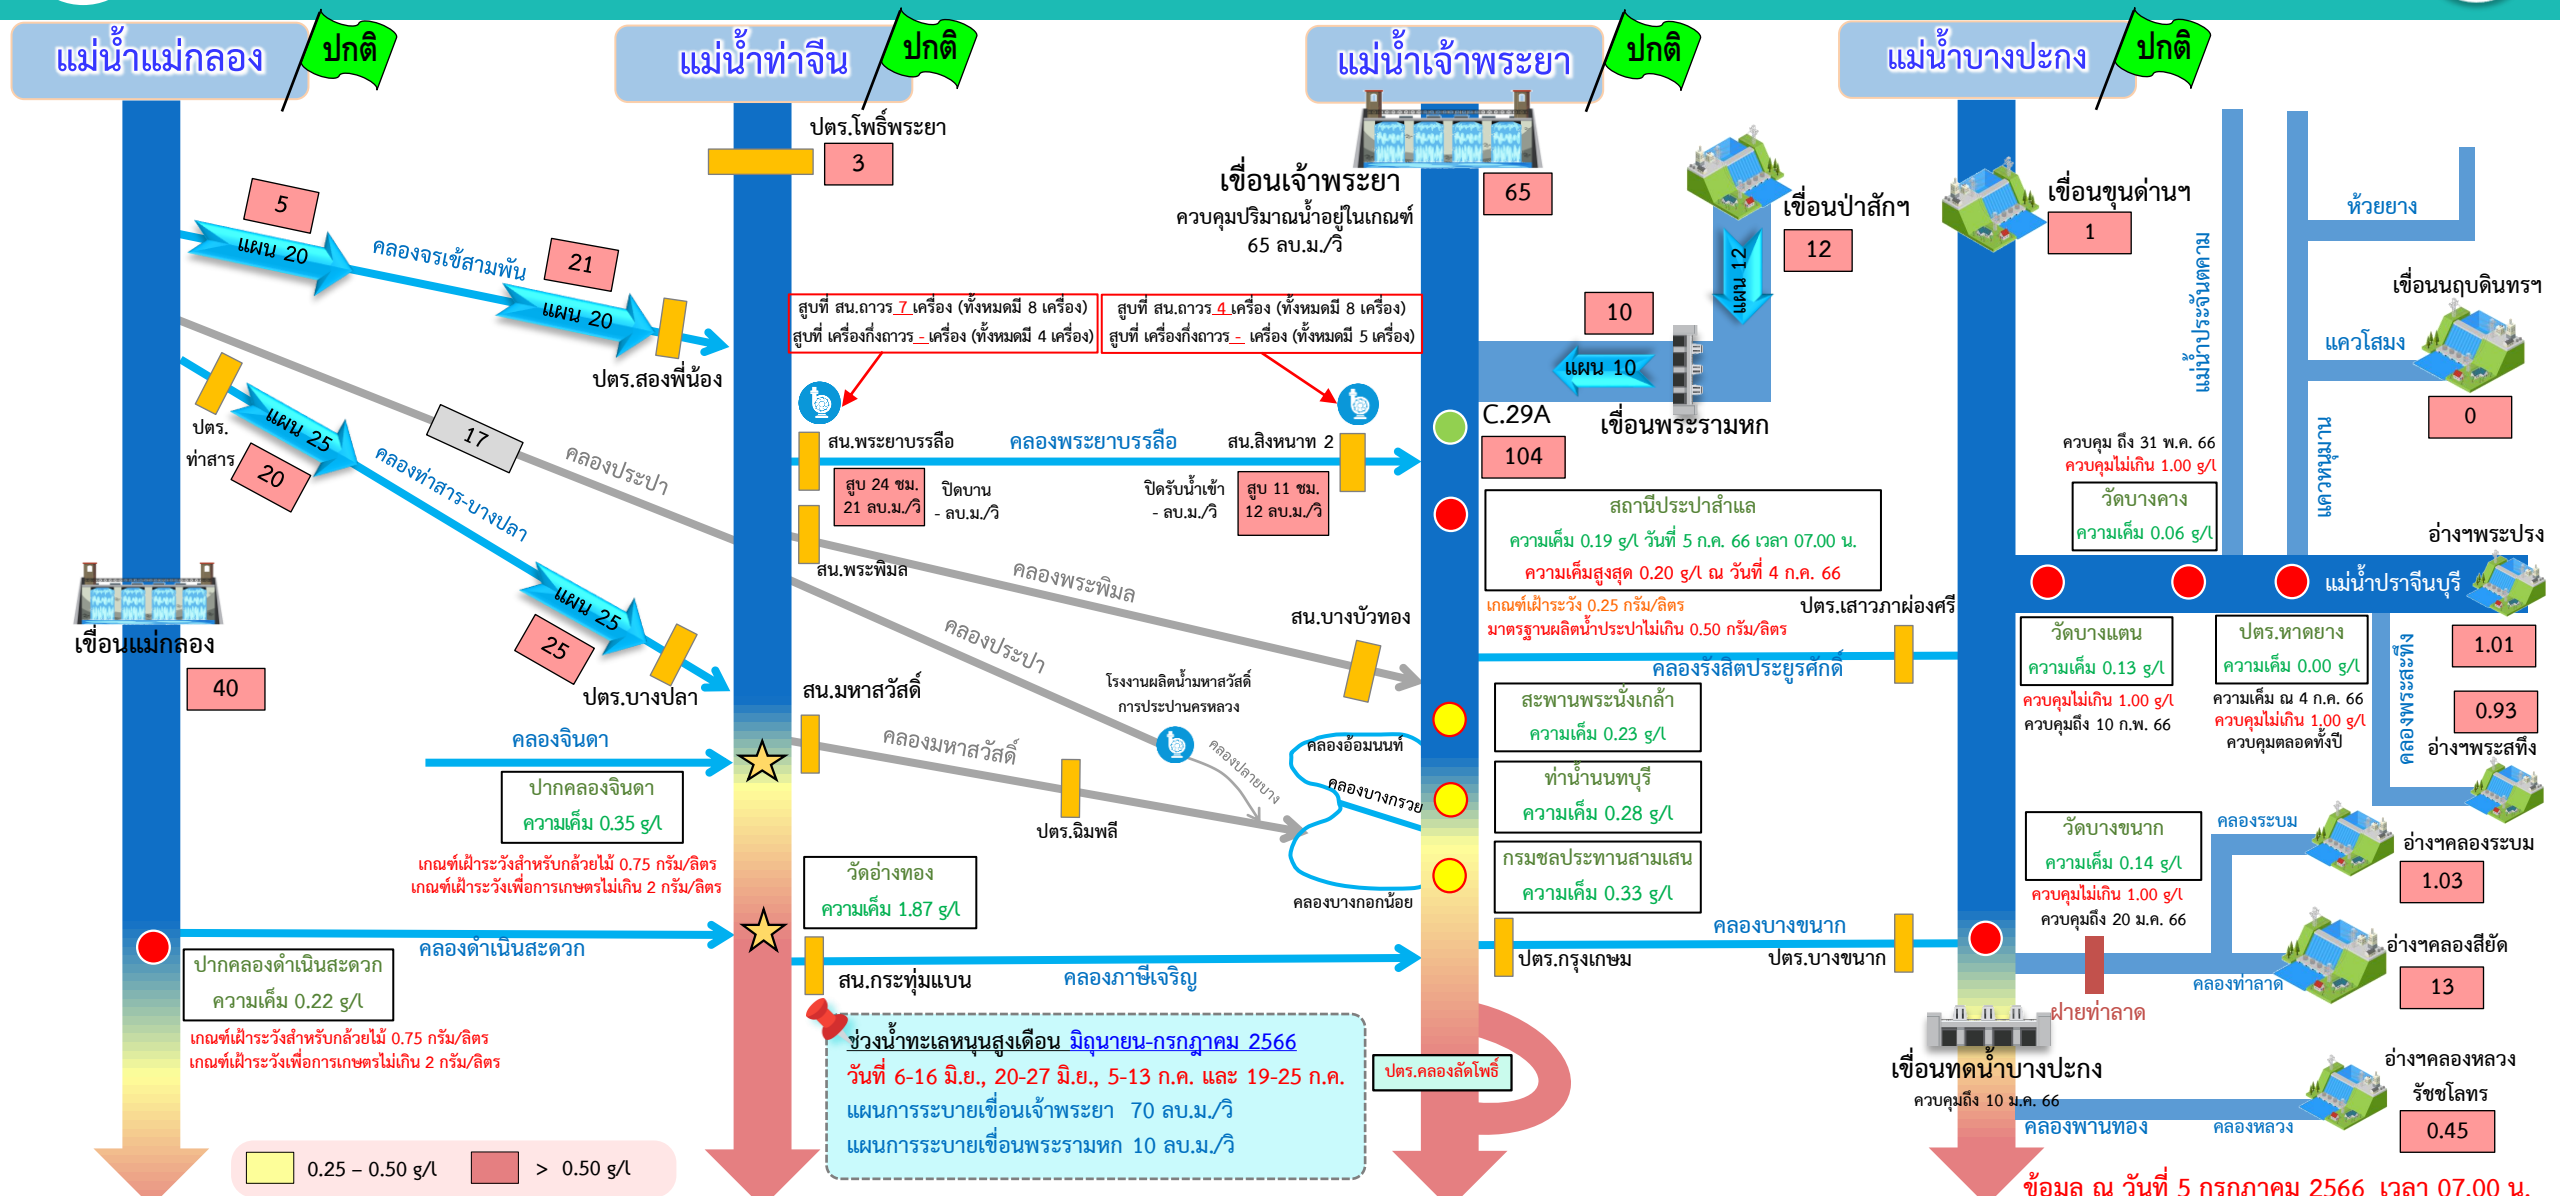 แม่น้ำแม่กลอง
ปกติ
แม่น้ำท่าจีน
ปกติ
แม่น้ำเจ้าพระยา
ปกติ
แม่น้ำบางปะกง
ปกติ
ปตร.โพธิ์พระยา
3
5
แผน 20
คลองจรเข้สามพัน
21
แผน 20
ปตร.สองพี่น้อง
ปตร.
ท่าสาร
20
แผน 25
คลองท่าสาร-บางปลา
17
คลองประปา
แผน 25
25
ปตร.บางปลา
เขื่อนแม่กลอง
40
คลองจินดา
ปากคลองจินดา
ความเค็ม 0.35 g/l
เกณฑ์เฝ้าระวังสำหรับกล้วยไม้ 0.75 กรัม/ลิตร
เกณฑ์เฝ้าระวังเพื่อการเกษตรไม่เกิน 2 กรัม/ลิตร
คลองดำเนินสะดวก
ปากคลองดำเนินสะดวก
ความเค็ม 0.22 g/l
เกณฑ์เฝ้าระวังสำหรับกล้วยไม้ 0.75 กรัม/ลิตร
เกณฑ์เฝ้าระวังเพื่อการเกษตรไม่เกิน 2 กรัม/ลิตร
0.25 – 0.50 g/l
> 0.50 g/l
เขื่อนเจ้าพระยา
ควบคุมปริมาณน้ำอยู่ในเกณฑ์
65 ลบ.ม./วิ
65
สูบที่ สน.ถาวร 7 เครื่อง (ทั้งหมดมี 8 เครื่อง)
สูบที่ เครื่องกึ่งถาวร - เครื่อง (ทั้งหมดมี 4 เครื่อง)
สูบที่ สน.ถาวร 4 เครื่อง (ทั้งหมดมี 8 เครื่อง)
สูบที่ เครื่องกึ่งถาวร - เครื่อง (ทั้งหมดมี 5 เครื่อง)
สน.พระยาบรรลือ
คลองพระยาบรรลือ
สน.สิงหนาท 2
สูบ 24 ชม.
21 ลบ.ม./วิ
ปิดบาน
- ลบ.ม./วิ
ปิดรับน้ำเข้า
- ลบ.ม./วิ
สูบ 11 ชม.
12 ลบ.ม./วิ
สน.พระพิมล
คลองพระพิมล
คลองประปา
สน.บางบัวทอง
สน.มหาสวัสดิ์
คลองมหาสวัสดิ์
โรงงานผลิตน้ำมหาสวัสดิ์
การประปานครหลวง
คลองปลายบาง
ปตร.ฉิมพลี
คลองอ้อมนนท์
คลองบางกรวย
คลองบางกอกน้อย
วัดอ่างทอง
ความเค็ม 1.87 g/l
สน.กระทุ่มแบน
คลองภาษีเจริญ
ช่วงน้ำทะเลหนุนสูงเดือน มิถุนายน-กรกฎาคม 2566
วันที่ 6-16 มิ.ย., 20-27 มิ.ย., 5-13 ก.ค. และ 19-25 ก.ค.
แผนการระบายเขื่อนเจ้าพระยา 70 ลบ.ม./วิ
แผนการระบายเขื่อนพระรามหก 10 ลบ.ม./วิ
ปตร.คลองลัดโพธิ์
เขื่อนป่าสักฯ
12
แผน 12
10
แผน 10
เขื่อนพระรามหก
C.29A
104
สถานีประปาสำแล
ความเค็ม 0.19 g/l วันที่ 5 ก.ค. 66 เวลา 07.00 น.
ความเค็มสูงสุด 0.20 g/l ณ วันที่ 4 ก.ค. 66
เกณฑ์เฝ้าระวัง 0.25 กรัม/ลิตร
มาตรฐานผลิตน้ำประปาไม่เกิน 0.50 กรัม/ลิตร
ปตร.เสาวภาผ่องศรี
คลองรังสิตประยูรศักดิ์
สะพานพระนั่งเกล้า
ความเค็ม 0.23 g/l
ท่าน้ำนนทบุรี
ความเค็ม 0.28 g/l
กรมชลประทานสามเสน
ความเค็ม 0.33 g/l
ปตร.กรุงเกษม
คลองบางขนาก
ปตร.บางขนาก
เขื่อนขุนด่านฯ
1
แม่น้ำประจันตคาม
ห้วยยาง
เขื่อนนฤบดินทรฯ
แควโสมง
0
แควหนุมาน
ควบคุม ถึง 31 พ.ค. 66
ควบคุมไม่เกิน 1.00 g/l
วัดบางคาง
ความเค็ม 0.06 g/l
อ่างฯพระปรง
แม่น้ำปราจีนบุรี
1.01
วัดบางแตน
ความเค็ม 0.13 g/l
ควบคุมไม่เกิน 1.00 g/l
ควบคุมถึง 10 ก.พ. 66
ปตร.หาดยาง
ความเค็ม 0.00 g/l
ความเค็ม ณ 4 ก.ค. 66
ควบคุมไม่เกิน 1.00 g/l
ควบคุมตลอดทั้งปี
คลองพระสะทึง
0.93
อ่างฯพระสทึง
วัดบางขนาก
ความเค็ม 0.14 g/l
ควบคุมไม่เกิน 1.00 g/l
ควบคุมถึง 20 ม.ค. 66
คลองระบม
อ่างฯคลองระบม
1.03
อ่างฯคลองสียัด
13
คลองท่าลาด
ฝายท่าลาด
เขื่อนทดน้ำบางปะกง
ควบคุมถึง 10 ม.ค. 66
คลองพานทอง
คลองหลวง
อ่างฯคลองหลวง
รัชชโลทร
0.45
ข้อมูล ณ วันที่ 5 กรกฎาคม 2566 เวลา 07.00 น.